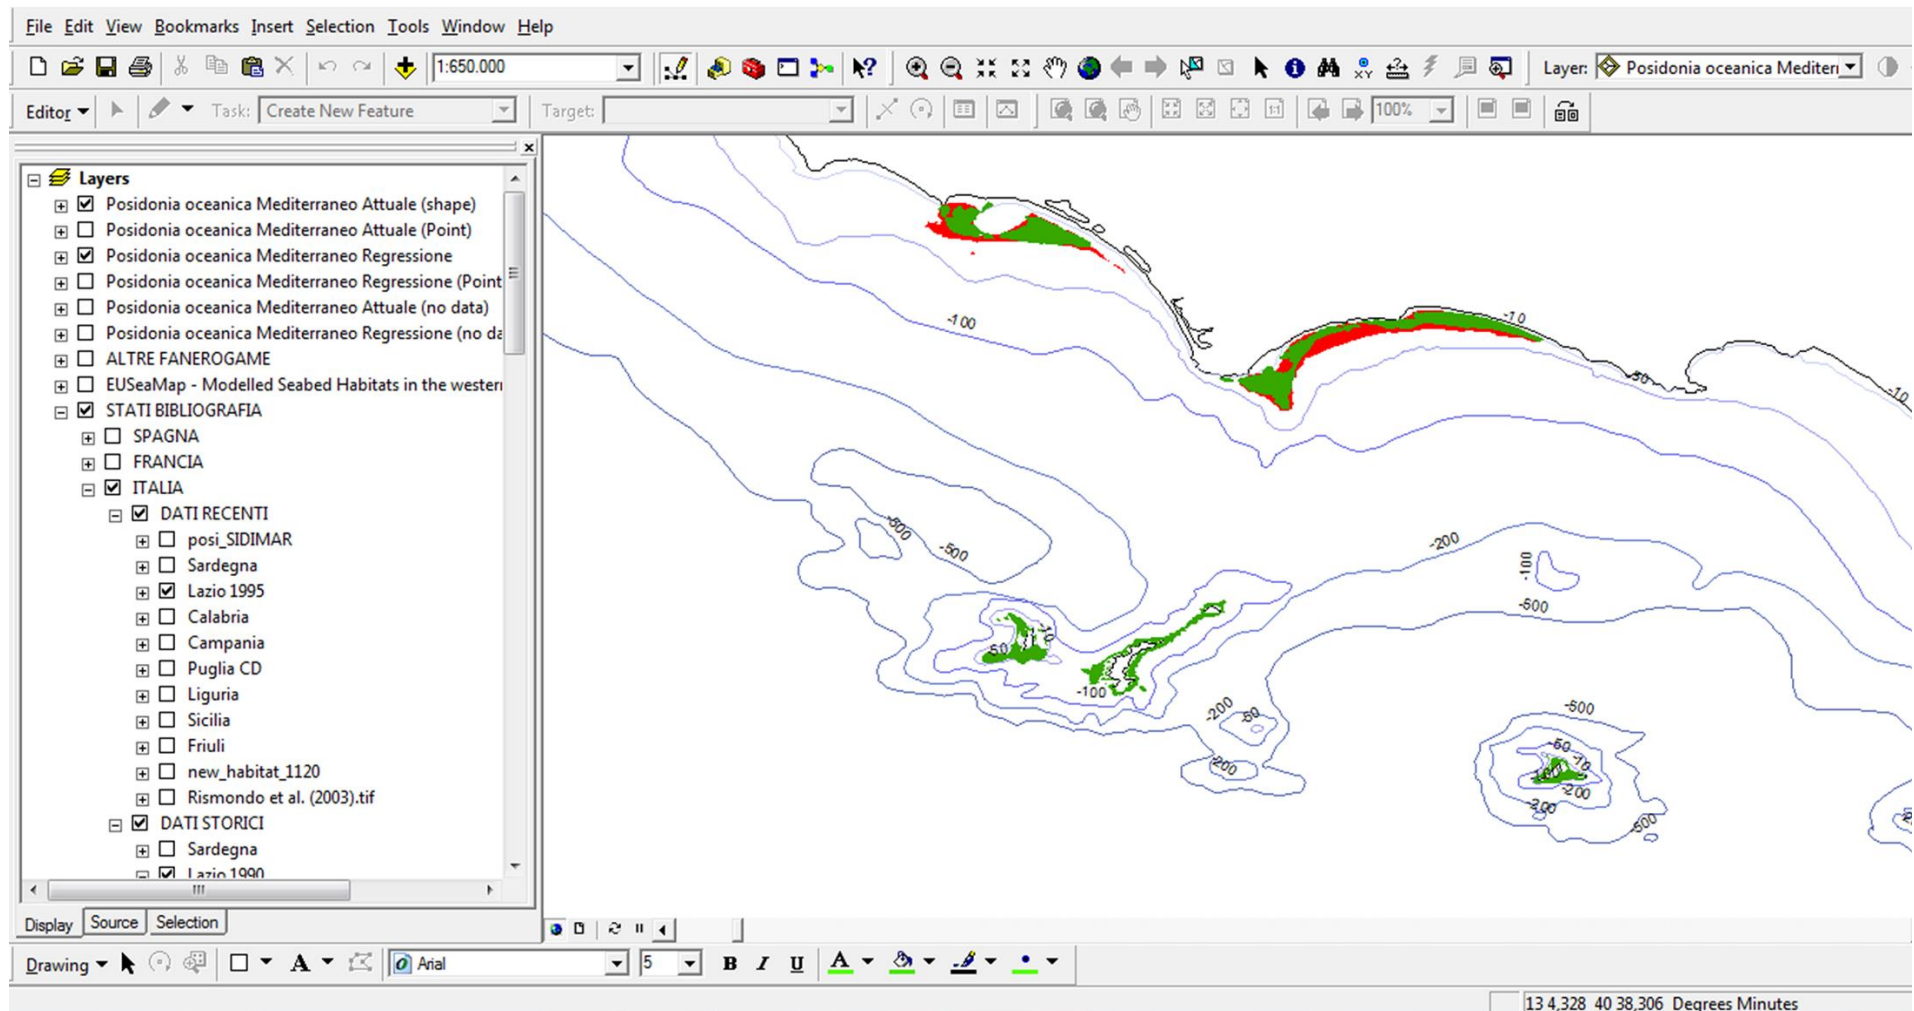 File Edit View Bookmarks Insert Selection Tools Window Help
1:650.000
Layer: Posidonia oceanica Mediter
Editor Task: Create New Feature Target: 100%
Layers
Posidonia oceanica Mediterraneo Attuale (shape)
Posidonia oceanica Mediterraneo Attuale (Point)
Posidonia oceanica Mediterraneo Regressione
Posidonia oceanica Mediterraneo Regressione (Point
Posidonia oceanica Mediterraneo Attuale (no data)
Posidonia oceanica Mediterraneo Regressione (no da
ALTRE FANEROGAME
EUSeaMap - Modelled Seabed Habitats in the western
STATI BIBLIOGRAFIA
SPAGNA
FRANCIA
ITALIA
DATI RECENTI
posi_SIDIMAR
Sardegna
Lazio 1995
Calabria
Campania
Puglia CD
Liguria
Sicilia
Friuli
new_habitat_1120
Rismondo et al. (2003).tif
DATI STORICI
Sardegna
Lazio 1990
Display Source Selection
-100
-10
-50
-10
-500
-500
-200
-100
-500
-10
50
-100
-200
-50
-200
-500
-50
-10
-100
-200
-200
-500
Drawing A Arial 5 B I U A
13 4,328 40 38,306 Degrees Minutes